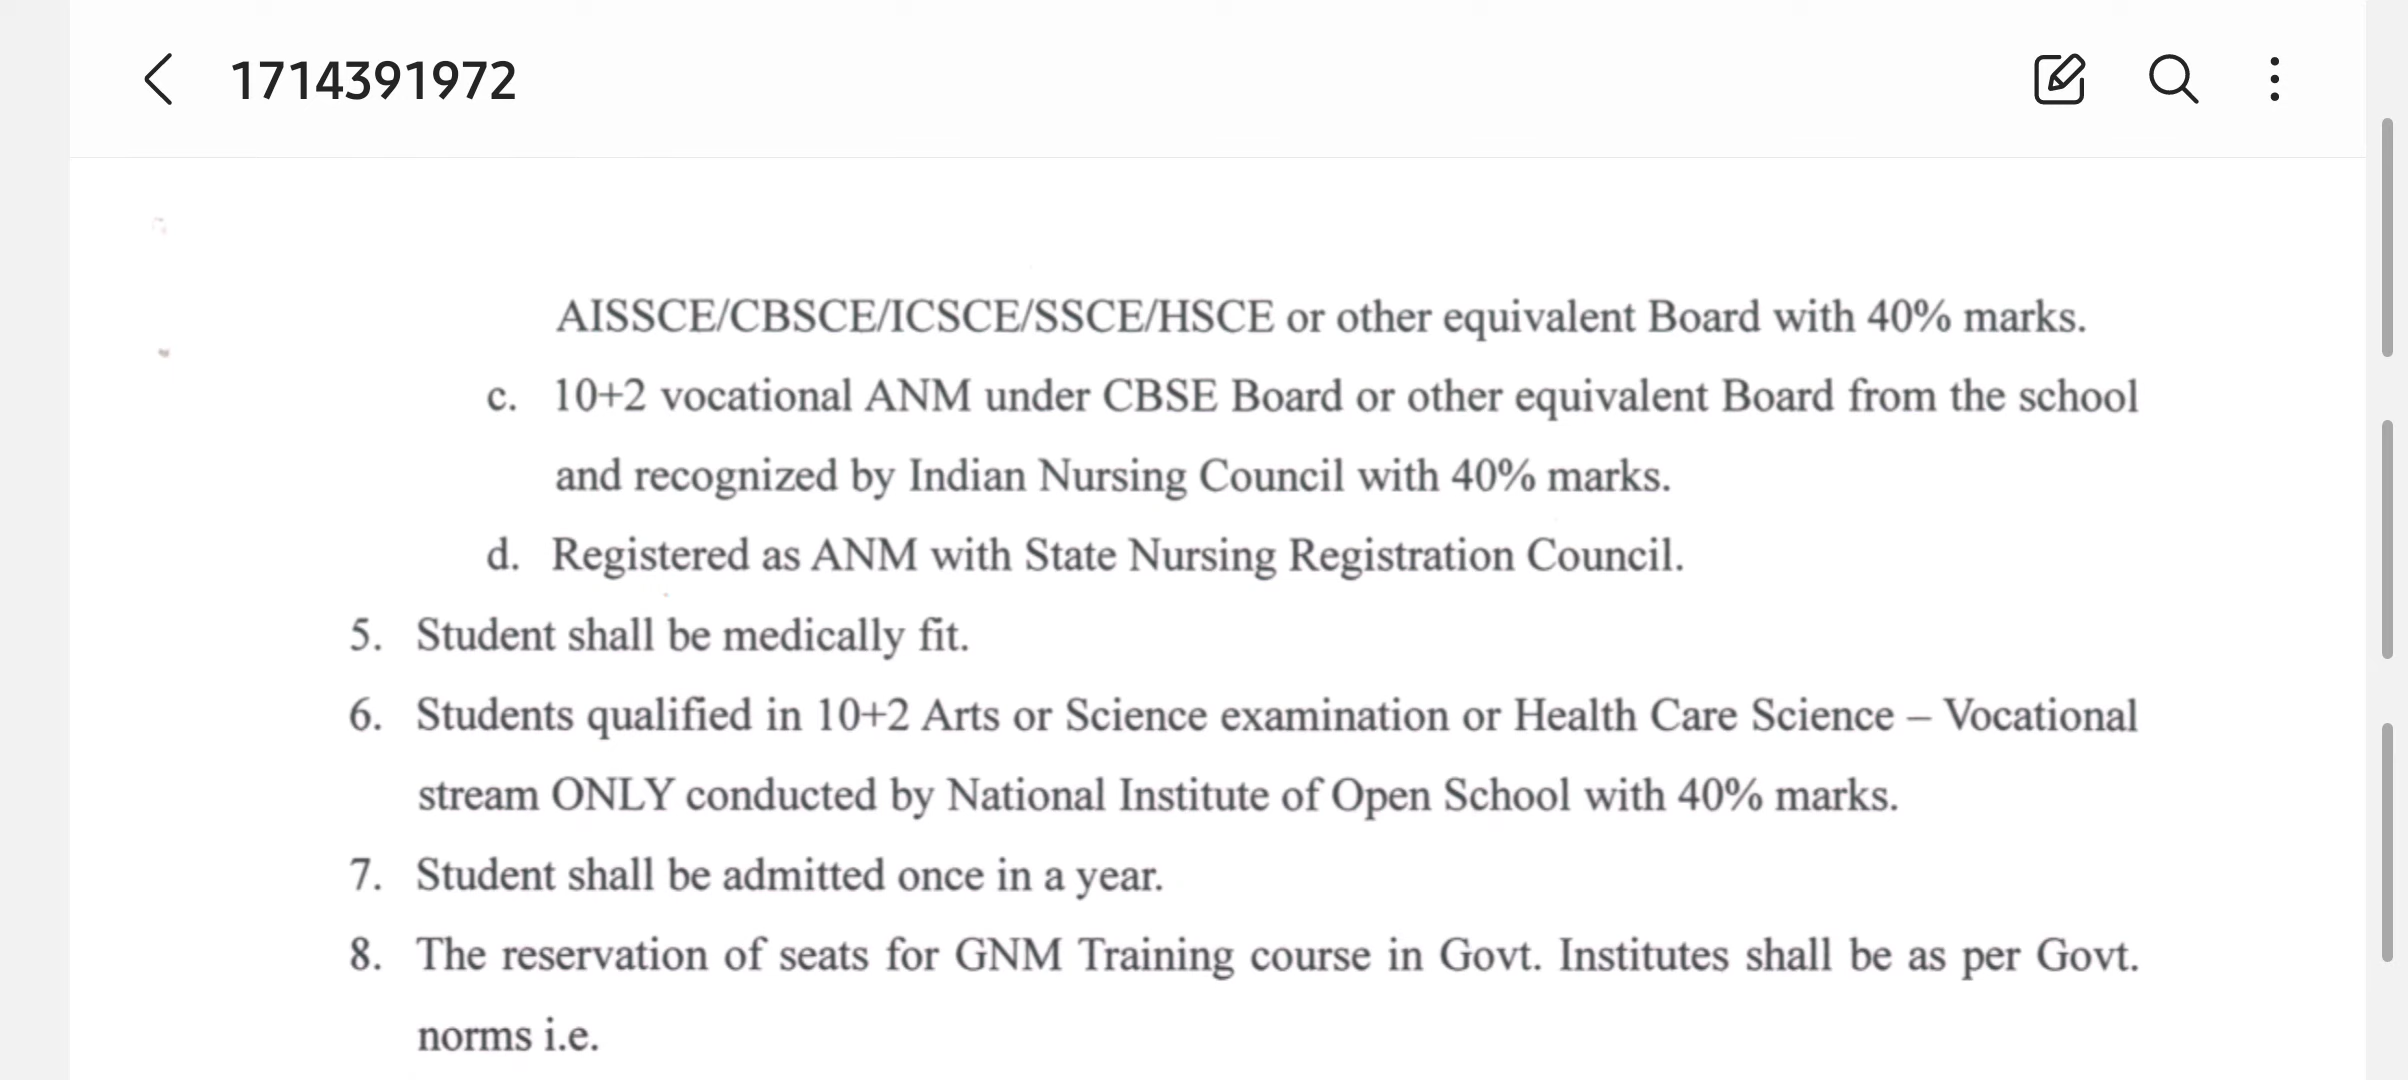 1714391972
AISSCE/CBSCE/ICSCE/SSCE/HSCE or other equivalent Board with 40% marks.
c. 10+2 vocational ANM under CBSE Board or other equivalent Board from the school
and recognized by Indian Nursing Council with 40% marks.
d. Registered as ANM with State Nursing Registration Council.
5. Student shall be medically fit.
6. Students qualified in 10+2 Arts or Science examination or Health Care Science – Vocational
stream ONLY conducted by National Institute of Open School with 40% marks.
7. Student shall be admitted once in a year.
8. The reservation of seats for GNM Training course in Govt. Institutes shall be as per Govt.
norms i.e.